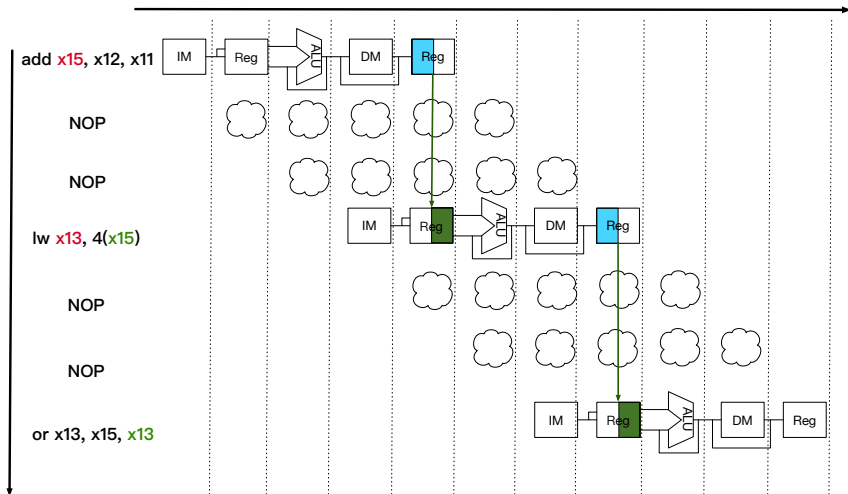 add x15, x12, x11 IM Reg ALU DM Reg
NOP
NOP
lw x13, 4(x15) IM Reg ALU DM Reg
NOP
NOP
or x13, x15, x13 IM Reg ALU DM Reg